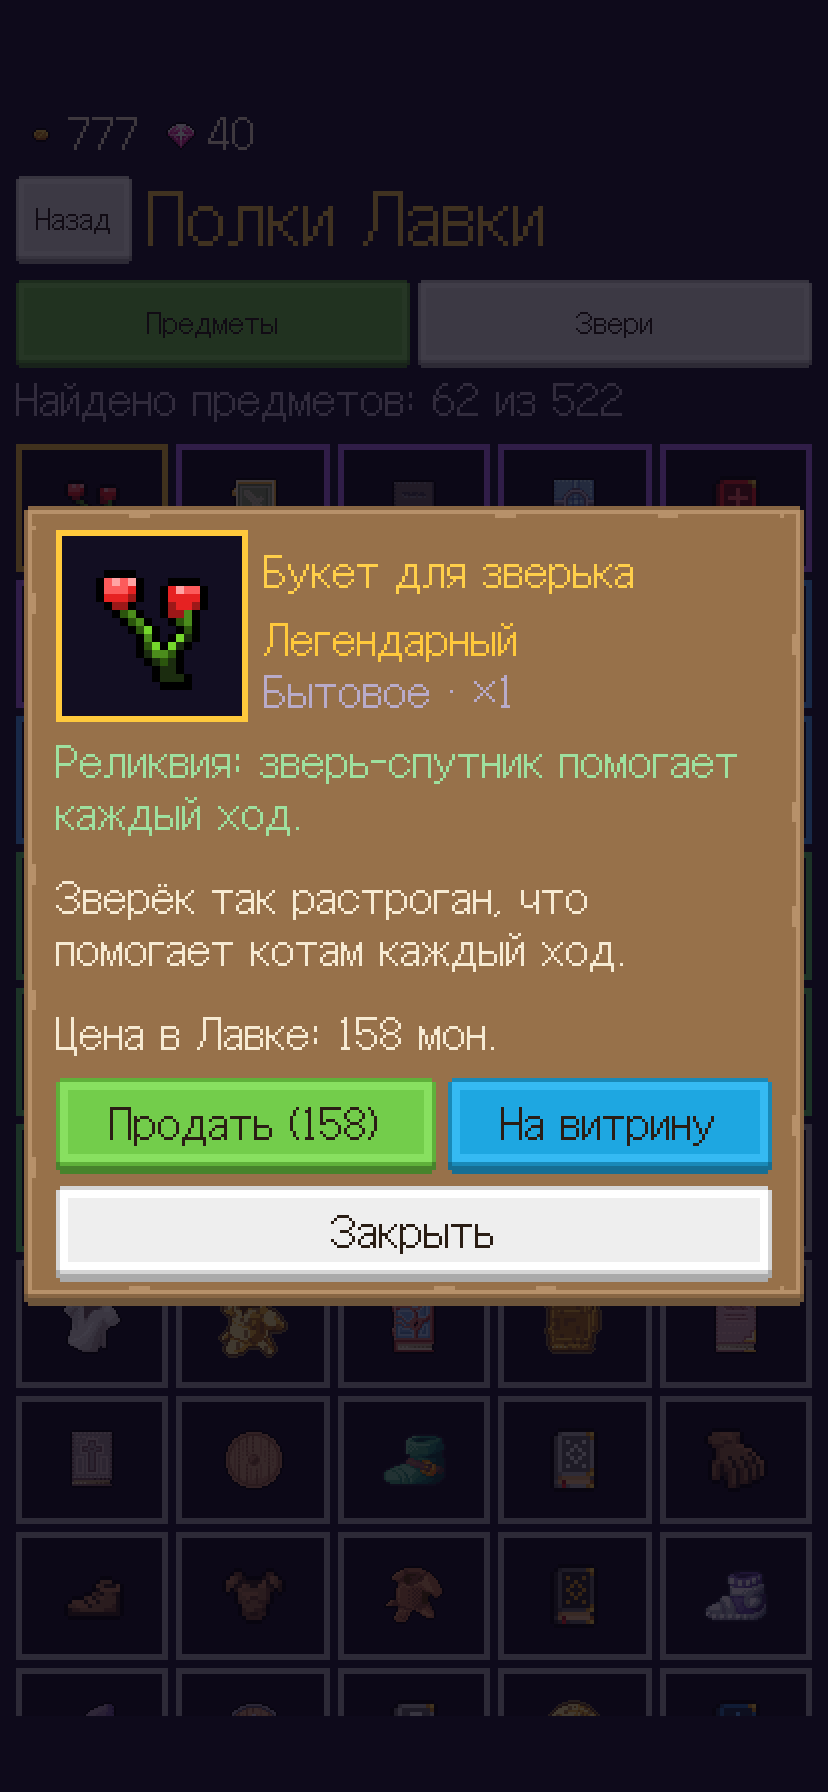 777 40
Назад
Полки Лавки
Предметы
Звери
Найдено предметов: 62 из 522
Букет для зверька
Легендарный
Бытовое · ×1
Реликвия: зверь-спутник помогает
каждый ход.
Зверёк так растроган, что
помогает котам каждый ход.
Цена в Лавке: 158 мон.
Продать (158)
На витрину
Закрыть